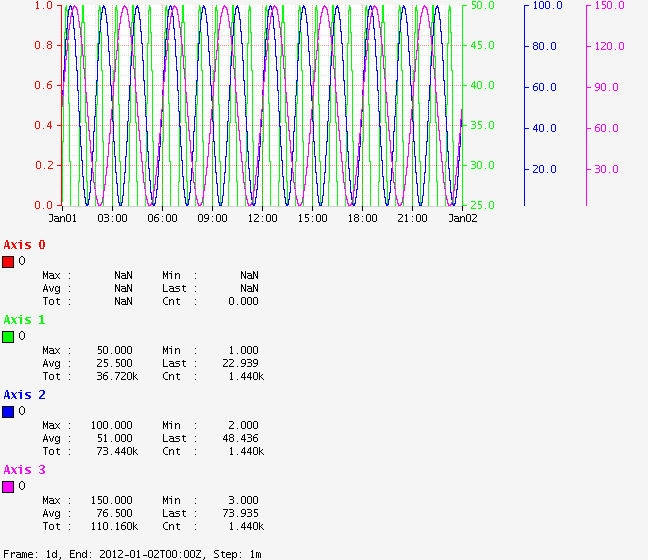 1.0 50.0 100.0 150.0
0.8 45.0 80.0 120.0
0.6 40.0 60.0 90.0
0.4 35.0 40.0 60.0
0.2 30.0 20.0 30.0
0.0 25.0
Jan01 03:00 06:00 09:00 12:00 15:00 18:00 21:00 Jan02
Axis 0
0
Max : NaN Min : NaN
Avg : NaN Last : NaN
Tot : NaN Cnt : 0.000
Axis 1
0
Max : 50.000 Min : 1.000
Avg : 25.500 Last : 22.939
Tot : 36.720k Cnt : 1.440k
Axis 2
0
Max : 100.000 Min : 2.000
Avg : 51.000 Last : 48.436
Tot : 73.440k Cnt : 1.440k
Axis 3
0
Max : 150.000 Min : 3.000
Avg : 76.500 Last : 73.935
Tot : 110.160k Cnt : 1.440k
Frame: 1d, End: 2012-01-02T00:00Z, Step: 1m